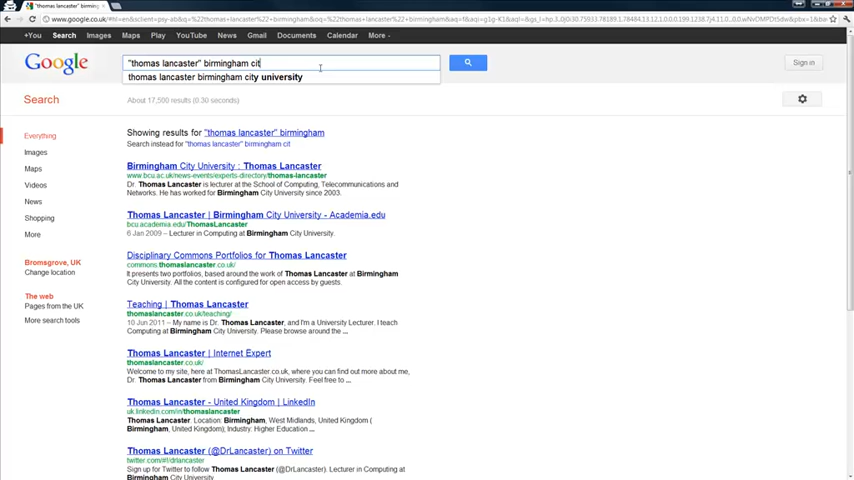 "thomas lancaster" birming
www.google.co.uk/
+You Search Images Maps Play YouTube News Gmail Documents Calendar More -
Google
"thomas lancaster" birmingham cit
Sign in
thomas lancaster birmingham city university
Search
About 17,500 results (0.30 seconds)
Everything
Images
Maps
Videos
News
Shopping
More
Bromsgrove, UK
Change location
The web
Pages from the UK
More search tools
Showing results for "thomas lancaster" birmingham
Search instead for "thomas lancaster" birmingham cit
Birmingham City University : Thomas Lancaster
www.bcu.ac.uk/news-events/experts-directory/thomas-lancaster
Dr. Thomas Lancaster is lecturer at the School of Computing, Telecommunications and
Networks. He has worked for Birmingham City University since 2003.
Thomas Lancaster | Birmingham City University - Academia.edu
bcu.academia.edu/ThomasLancaster
6 Jan 2009 – Lecturer in Computing at Birmingham City University.
Disciplinary Commons Portfolios for Thomas Lancaster
commons.thomaslancaster.co.uk/
It presents two portfolios, based around the work of Thomas Lancaster at Birmingham
City University. All the content is configured for open access by guests.
Teaching | Thomas Lancaster
thomaslancaster.co.uk/teaching/
10 Jun 2011 – My name is Dr. Thomas Lancaster, and I'm a University Lecturer. I teach
Computing at Birmingham City University. Please browse around the ...
Thomas Lancaster | Internet Expert
thomaslancaster.co.uk/
Welcome to my site, here at ThomasLancaster.co.uk, where you can find out more about me,
Dr. Thomas Lancaster from Birmingham City University. Feel free to ...
Thomas Lancaster - United Kingdom | LinkedIn
uk.linkedin.com/in/thomaslancaster
Thomas Lancaster. Location: Birmingham, West Midlands, United Kingdom (
Birmingham, United Kingdom); Industry: Higher Education ...
Thomas Lancaster (@DrLancaster) on Twitter
twitter.com/#!/drlancaster
Sign up for Twitter to follow Thomas Lancaster (@DrLancaster). Lecturer in Computing at
Birmingham City University